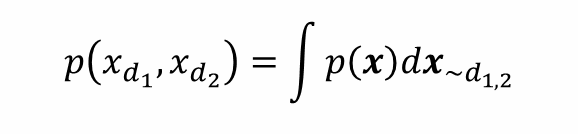 p(x_{d_1}, x_{d_2}) = ∫ p(𝒙)d𝒙_{~d_{1,2}}